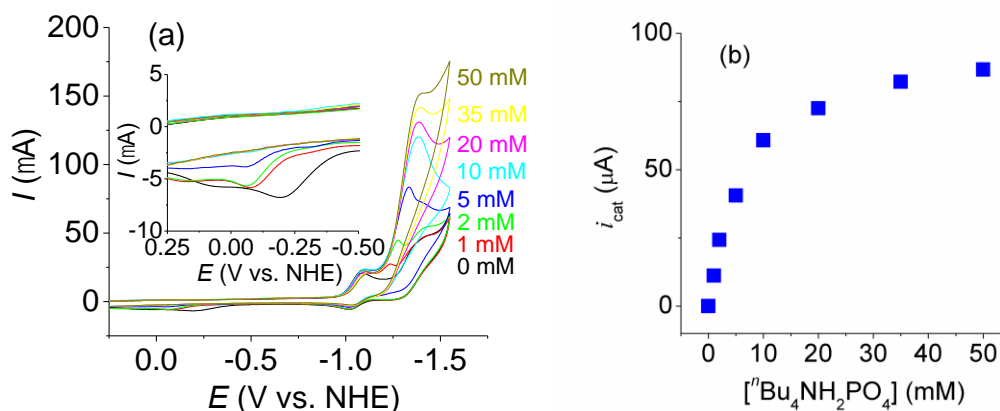 (a)
I (mA)
200
150
100
50
0
0.0
-0.5
-1.0
-1.5
E (V vs. NHE)
50 mM
35 mM
20 mM
10 mM
5 mM
2 mM
1 mM
0 mM
I (mA)
5
0
-5
-10
0.25
0.00
-0.25
-0.50
E (V vs. NHE)
(b)
i_cat (μA)
100
50
0
0
10
20
30
40
50
[ⁿBu₄NH₂PO₄] (mM)